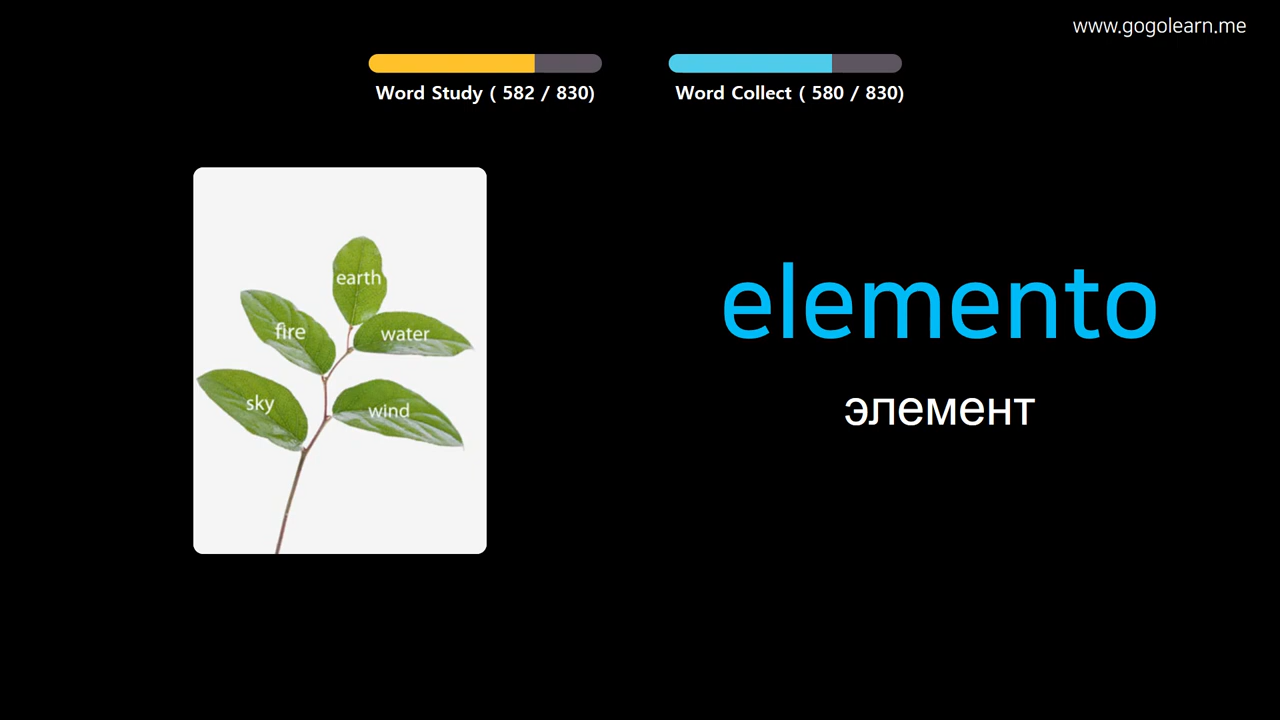 www.gogolearn.me
Word Study ( 582 / 830)
Word Collect ( 580 / 830)
earth
fire
water
sky
wind
elemento
элемент